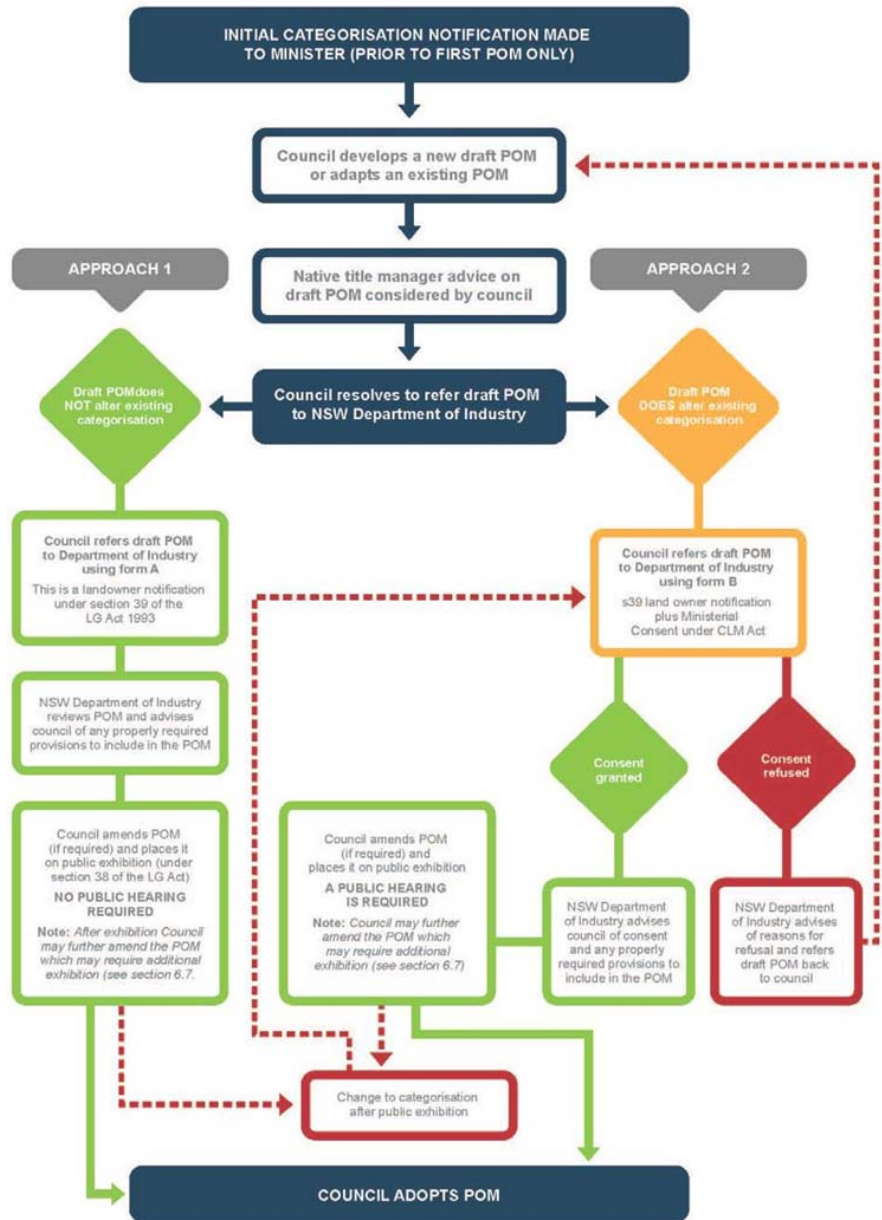 INITIAL CATEGORISATION NOTIFICATION MADE
TO MINISTER (PRIOR TO FIRST POM ONLY)
Council develops a new draft POM
or adapts an existing POM
Native title manager advice on
draft POM considered by council
Council resolves to refer draft POM
to NSW Department of Industry
APPROACH 1
Draft POMdoes
NOT alter existing
categorisation
Council refers draft POM
to Department of Industry
using form A
This is a landowner notification
under section 39 of the
LG Act 1993
NSW Department of Industry
reviews POM and advises
council of any properly required
provisions to include in the POM
Council amends POM
(if required) and places it
on public exhibition (under
section 38 of the LG Act)
NO PUBLIC HEARING
REQUIRED
Note: After exhibition Council
may further amend the POM
which may require additional
exhibition (see section 6.7.
APPROACH 2
Draft POM
DOES alter existing
categorisation
Council refers draft POM
to Department of Industry
using form B
s39 land owner notification
plus Ministerial
Consent under CLM Act
Consent
granted
Consent
refused
NSW Department
of Industry advises
council of consent
and any properly
required provisions to
include in the POM
NSW Department
of Industry advises
of reasons for
refusal and refers
draft POM back
to council
Council amends POM
(if required) and
places it on public exhibition
A PUBLIC HEARING
IS REQUIRED
Note: Council may further
amend the POM which
may require additional
exhibition (see section 6.7)
Change to categorisation
after public exhibition
COUNCIL ADOPTS POM